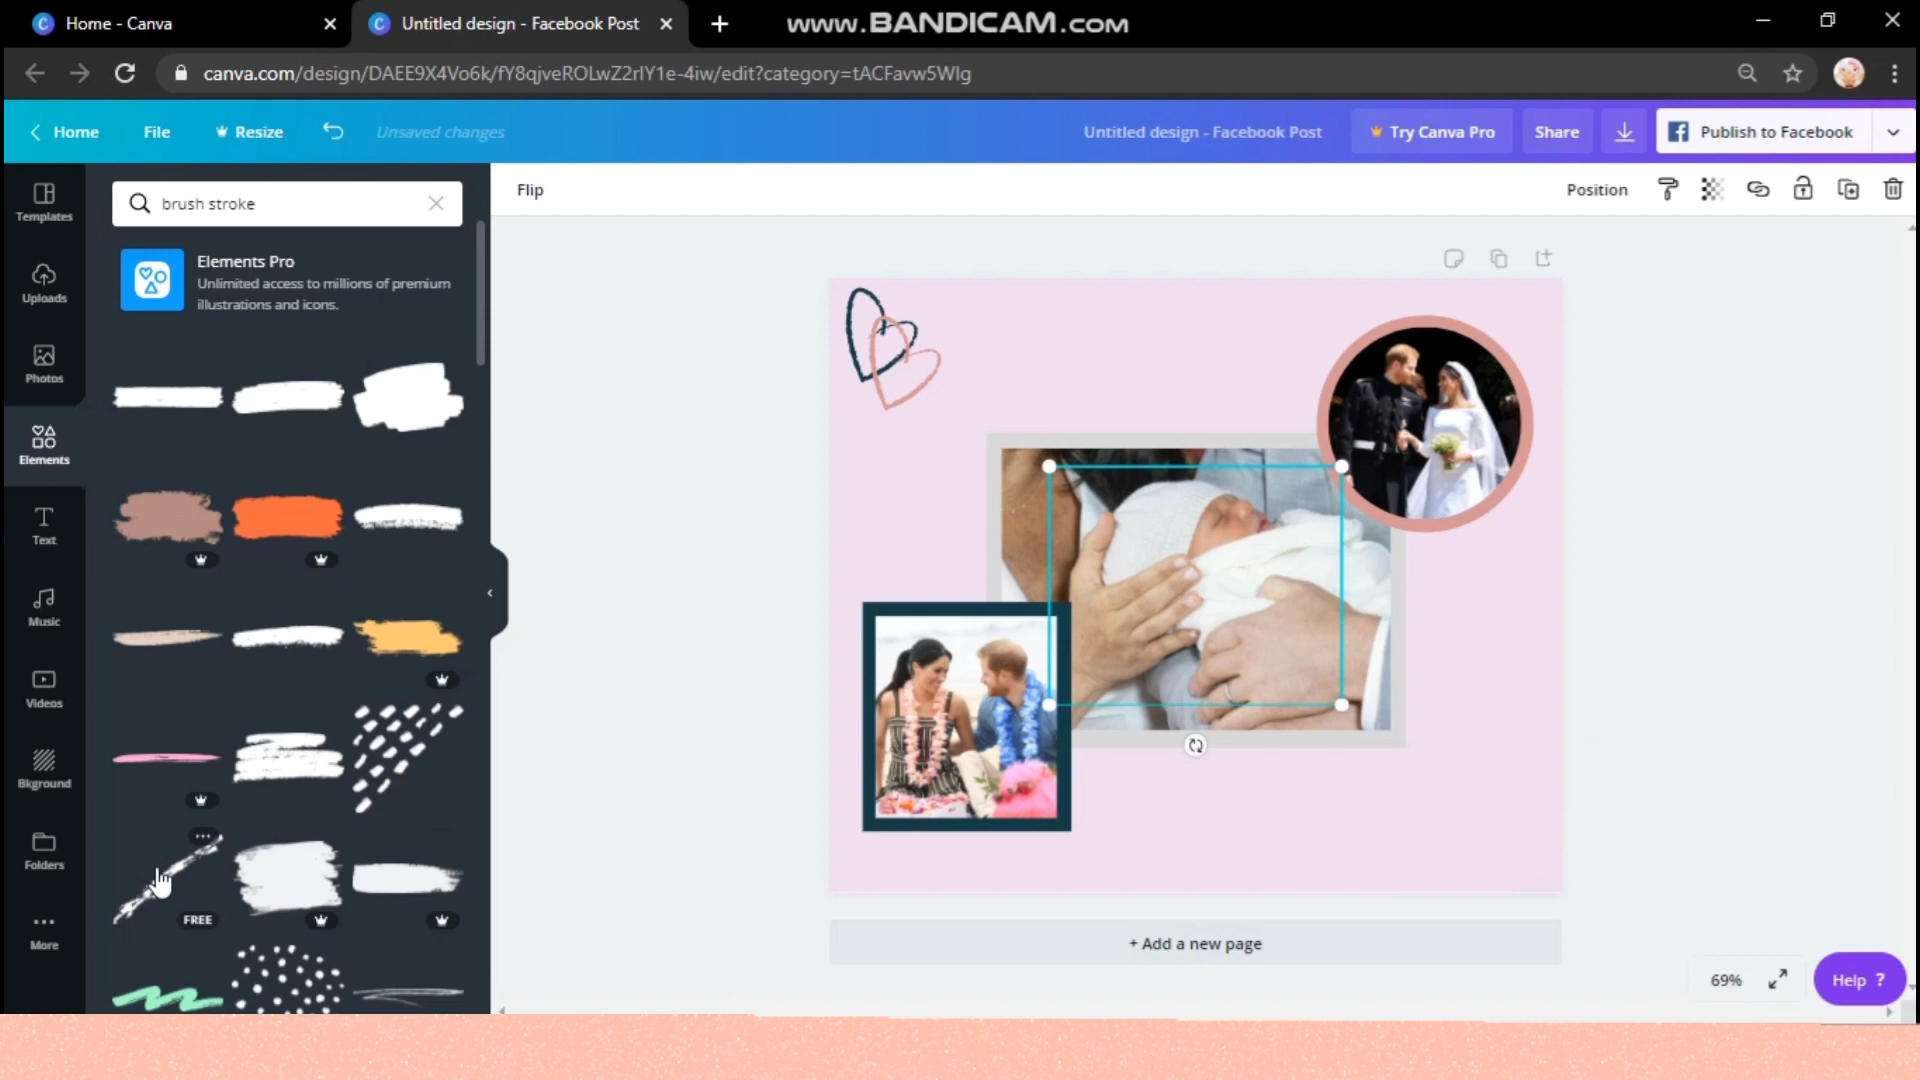 Home - Canva
Untitled design - Facebook Post
www.BANDICAM.com
canva.com/design/DAEE9X4Vo6k/fY8qjveROLwZ2rlY1e-4iw/edit?category=tACFavw5WIg
Home
File
Resize
Unsaved changes
Untitled design - Facebook Post
Try Canva Pro
Share
Publish to Facebook
Templates
Uploads
Photos
Elements
Text
Music
Videos
Bkground
Folders
More
brush stroke
Elements Pro
Unlimited access to millions of premium
illustrations and icons.
FREE
Flip
Position
+ Add a new page
69%
Help ?